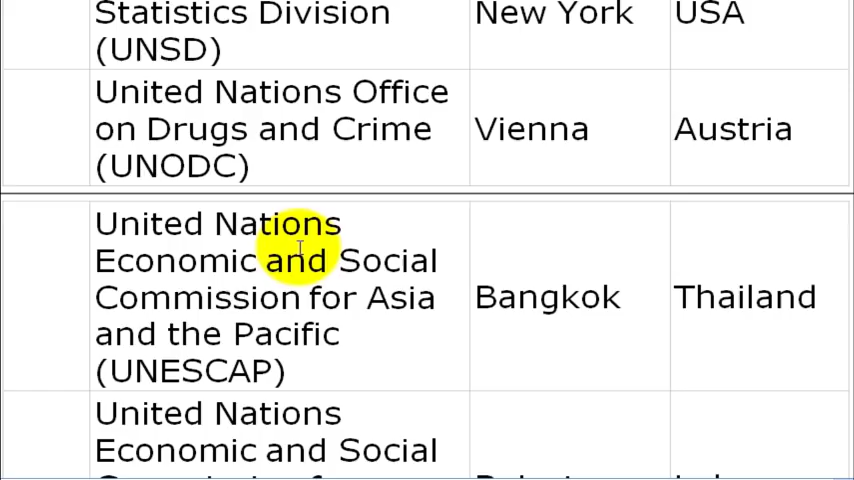 Statistics Division
(UNSD)
New York
USA
United Nations Office
on Drugs and Crime
(UNODC)
Vienna
Austria
United Nations
Economic and Social
Commission for Asia
and the Pacific
(UNESCAP)
Bangkok
Thailand
United Nations
Economic and Social